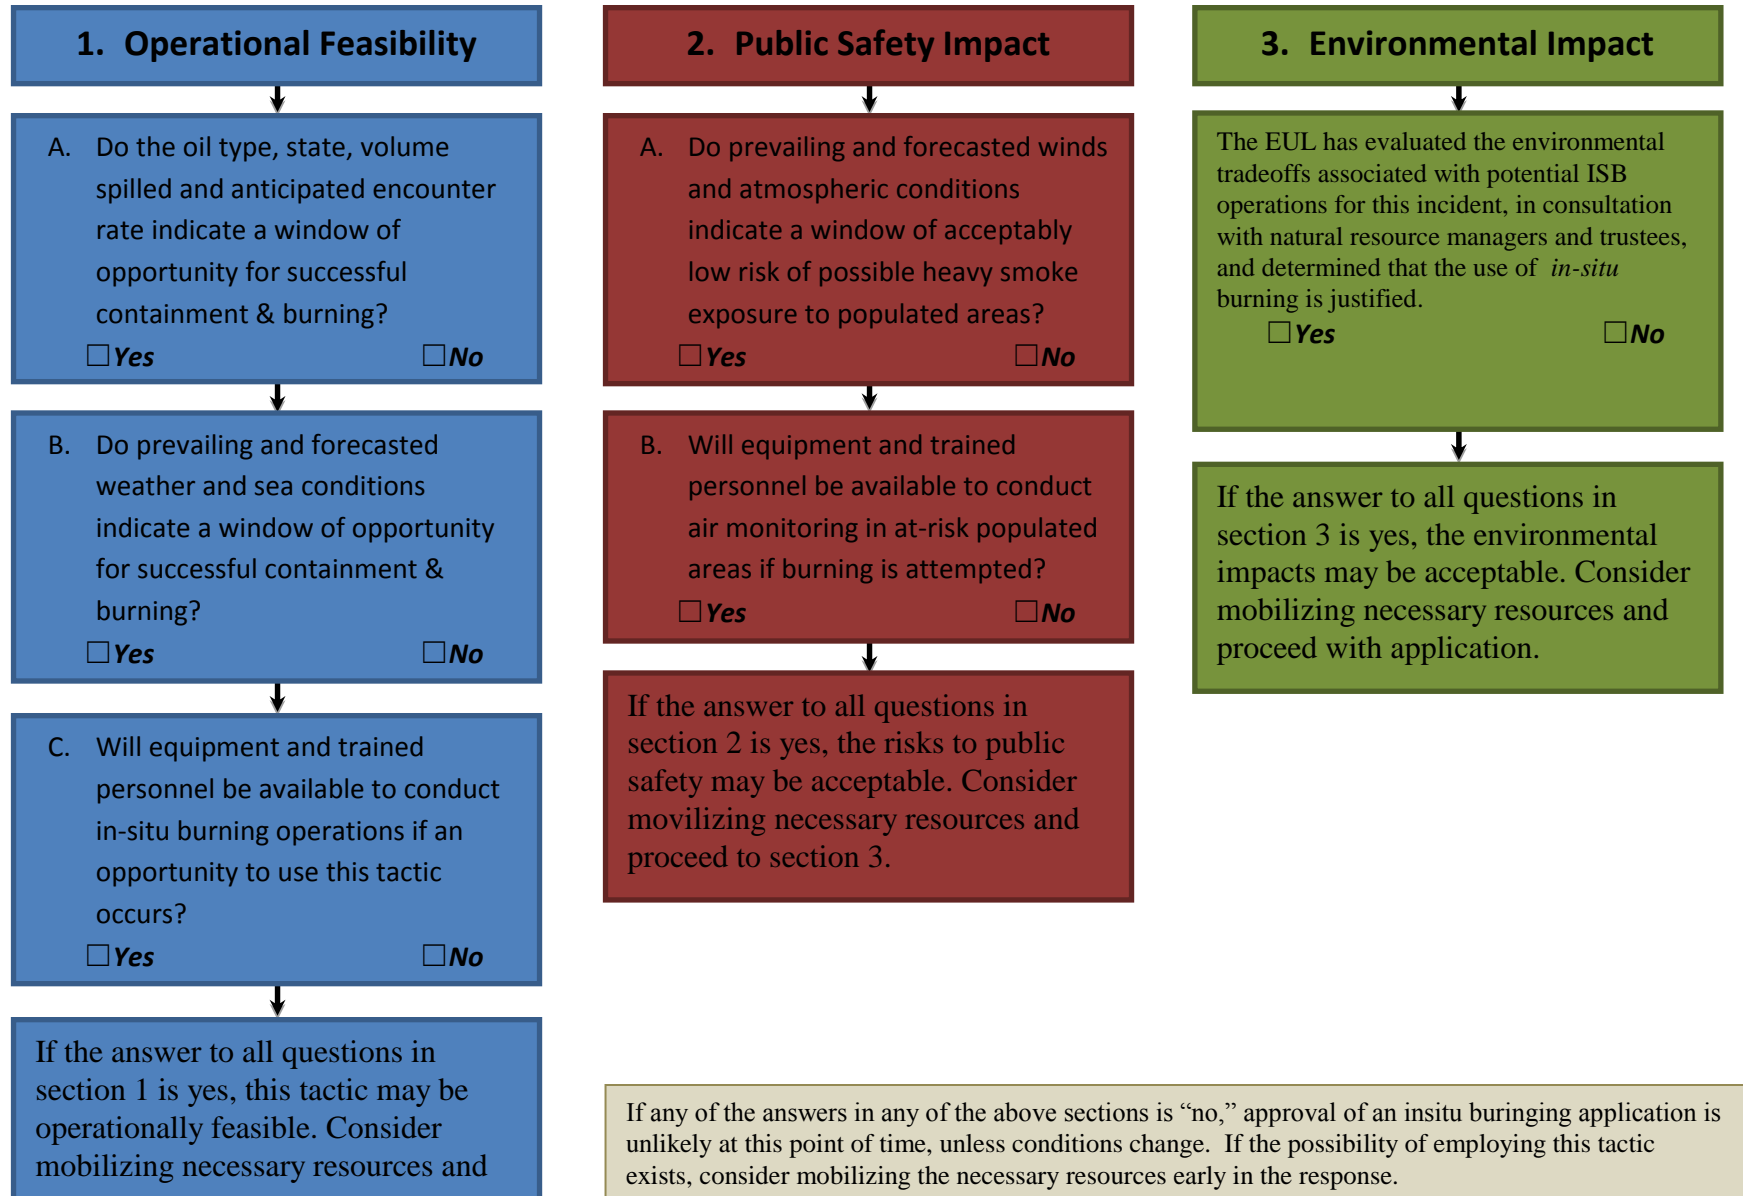 1. Operational Feasibility
A. Do the oil type, state, volume
spilled and anticipated encounter
rate indicate a window of
opportunity for successful
containment & burning?
☐Yes ☐No
B. Do prevailing and forecasted
weather and sea conditions
indicate a window of opportunity
for successful containment &
burning?
☐Yes ☐No
C. Will equipment and trained
personnel be available to conduct
in-situ burning operations if an
opportunity to use this tactic
occurs?
☐Yes ☐No
If the answer to all questions in
section 1 is yes, this tactic may be
operationally feasible. Consider
mobilizing necessary resources and
2. Public Safety Impact
A. Do prevailing and forecasted winds
and atmospheric conditions
indicate a window of acceptably
low risk of possible heavy smoke
exposure to populated areas?
☐Yes ☐No
B. Will equipment and trained
personnel be available to conduct
air monitoring in at-risk populated
areas if burning is attempted?
☐Yes ☐No
If the answer to all questions in
section 2 is yes, the risks to public
safety may be acceptable. Consider
movilizing necessary resources and
proceed to section 3.
3. Environmental Impact
The EUL has evaluated the environmental
tradeoffs associated with potential ISB
operations for this incident, in consultation
with natural resource managers and trustees,
and determined that the use of in-situ
burning is justified.
☐Yes ☐No
If the answer to all questions in
section 3 is yes, the environmental
impacts may be acceptable. Consider
mobilizing necessary resources and
proceed with application.
If any of the answers in any of the above sections is “no,” approval of an insitu buringing application is
unlikely at this point of time, unless conditions change. If the possibility of employing this tactic
exists, consider mobilizing the necessary resources early in the response.